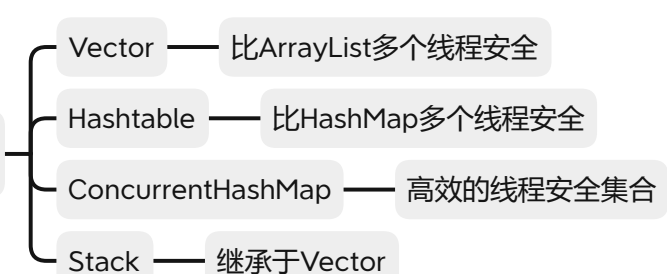 Vector 比ArrayList多个线程安全
Hashtable 比HashMap多个线程安全
ConcurrentHashMap 高效的线程安全集合
Stack 继承于Vector